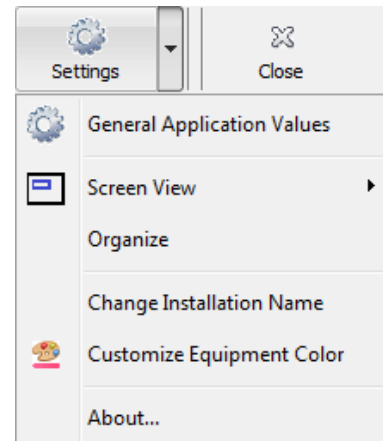 Settings
Close
General Application Values
Screen View
Organize
Change Installation Name
Customize Equipment Color
About...